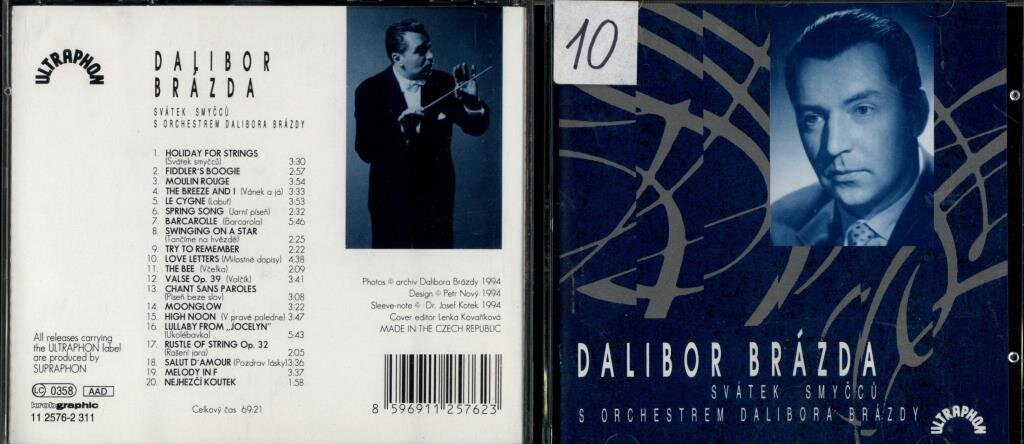 ULTRAPHON
DALIBOR
BRÁZDA
SVÁTEK SMYČCŮ
S ORCHESTREM DALIBORA BRÁZDY
1. HOLIDAY FOR STRINGS
(Svátek smyčců) 3:30
2. FIDDLER'S BOOGIE 2:57
3. MOULIN ROUGE 3:54
4. THE BREEZE AND I (Vánek a já) 3:33
5. LE CYGNE (Labuť) 3:53
6. SPRING SONG (Jarní píseň) 2:32
7. BARCAROLLE (Barcarola) 5:46
8. SWINGING ON A STAR
(Tančíme na hvězdě) 2:25
9. TRY TO REMEMBER 2:22
10. LOVE LETTERS (Milostné dopisy) 4:38
11. THE BEE (Včelka) 2:09
12. VALSE Op. 39 (Valčík) 3:41
13. CHANT SANS PAROLES
(Píseň beze slov) 3:08
14. MOONGLOW 3:22
15. HIGH NOON (V pravé poledne) 3:47
16. LULLABY FROM „JOCELYN"
(Ukolébavka) 5:43
17. RUSTLE OF STRING Op. 32
(Rašení jara) 2:05
18. SALUT D'AMOUR (Pozdrav lásky) 3:36
19. MELODY IN F 3:37
20. NEJHEZČÍ KOUTEK 1:58
Celkový čas 69:21
All releases carrying
the ULTRAPHON label
are produced by
SUPRAPHON
LC 0358 AAD
krobgraphic
11 2576-2 311
Photos © archiv Dalibora Brázdy 1994
Design © Petr Nový 1994
Sleeve-note © Dr. Josef Kotek 1994
Cover editor Lenka Kovaříková
MADE IN THE CZECH REPUBLIC
8 596911 257623
10
DALIBOR BRÁZDA
SVÁTEK SMYČCŮ
S ORCHESTREM DALIBORA BRÁZDY
ULTRAPHON